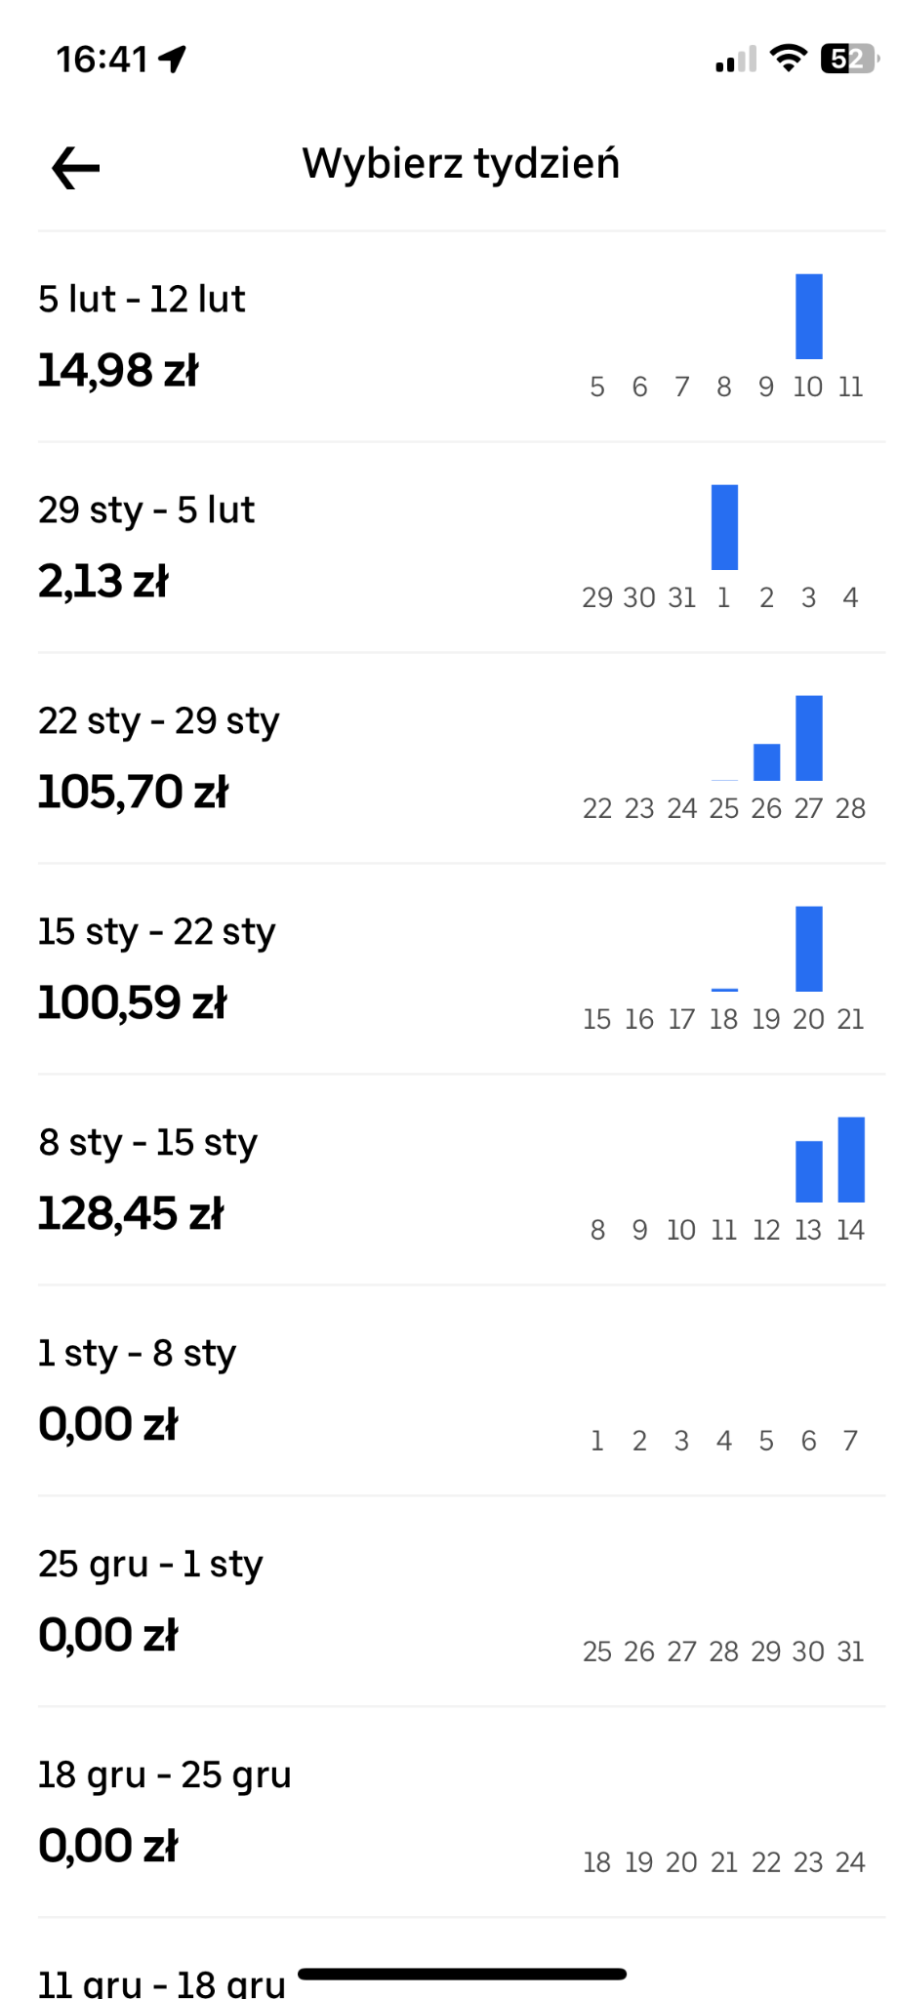 16:41
52
Wybierz tydzień
5 lut - 12 lut
14,98 zł
5 6 7 8 9 10 11
29 sty - 5 lut
2,13 zł
29 30 31 1 2 3 4
22 sty - 29 sty
105,70 zł
22 23 24 25 26 27 28
15 sty - 22 sty
100,59 zł
15 16 17 18 19 20 21
8 sty - 15 sty
128,45 zł
8 9 10 11 12 13 14
1 sty - 8 sty
0,00 zł
1 2 3 4 5 6 7
25 gru - 1 sty
0,00 zł
25 26 27 28 29 30 31
18 gru - 25 gru
0,00 zł
18 19 20 21 22 23 24
11 gru - 18 gru